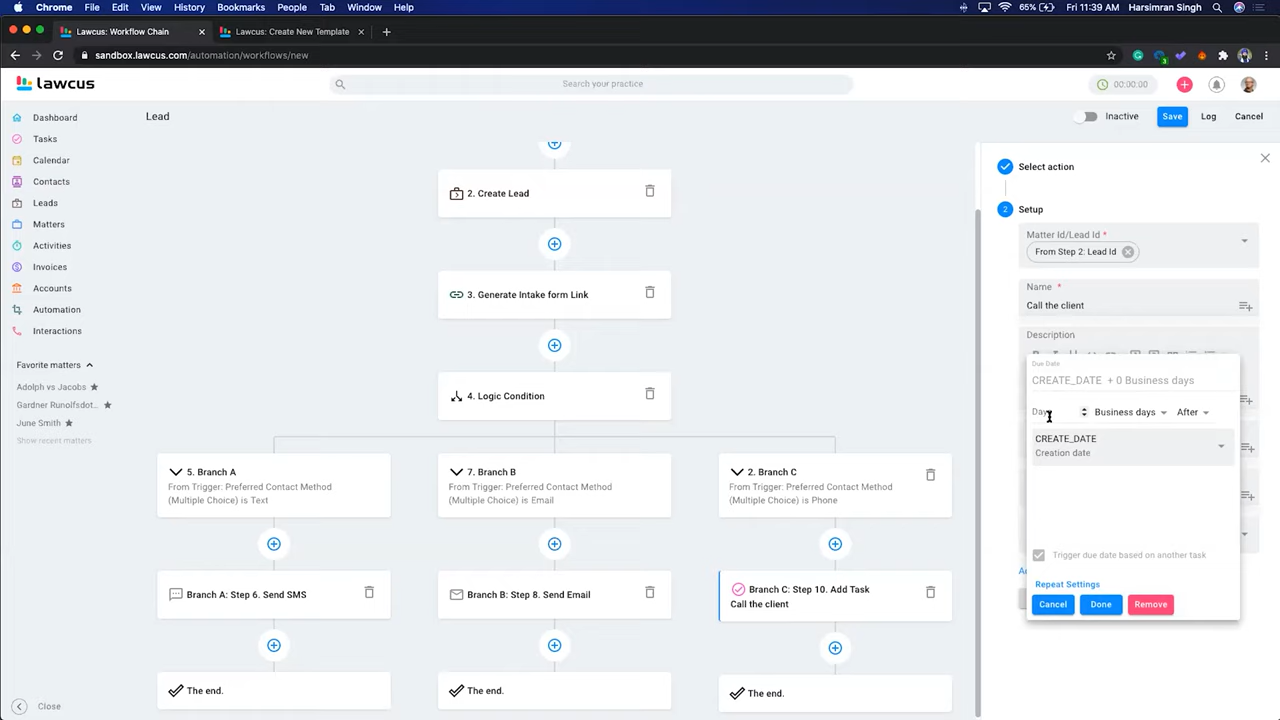 Chrome File Edit View History Bookmarks People Tab Window Help 65% Fri 11:39 AM Harsimran Singh
Lawcus: Workflow Chain Lawcus: Create New Template
sandbox.lawcus.com/automation/workflows/new 3
lawcus Search your practice 00:00:00
Dashboard
Tasks
Calendar
Contacts
Leads
Matters
Activities
Invoices
Accounts
Automation
Interactions
Favorite matters
Adolph vs Jacobs
Gardner Runolfsdot..
June Smith
Show recent matters
Close
Lead Inactive Save Log Cancel
2. Create Lead
3. Generate Intake form Link
4. Logic Condition
5. Branch A
From Trigger: Preferred Contact Method
(Multiple Choice) is Text
7. Branch B
From Trigger: Preferred Contact Method
(Multiple Choice) is Email
2. Branch C
From Trigger: Preferred Contact Method
(Multiple Choice) is Phone
Branch A: Step 6. Send SMS
Branch B: Step 8. Send Email
Branch C: Step 10. Add Task
Call the client
The end.
The end.
The end.
Select action
2 Setup
Matter Id/Lead Id *
From Step 2: Lead Id
Name *
Call the client
Description
Due Date
CREATE_DATE + 0 Business days
Business days After
CREATE_DATE
Creation date
Trigger due date based on another task
Repeat Settings
Cancel Done Remove